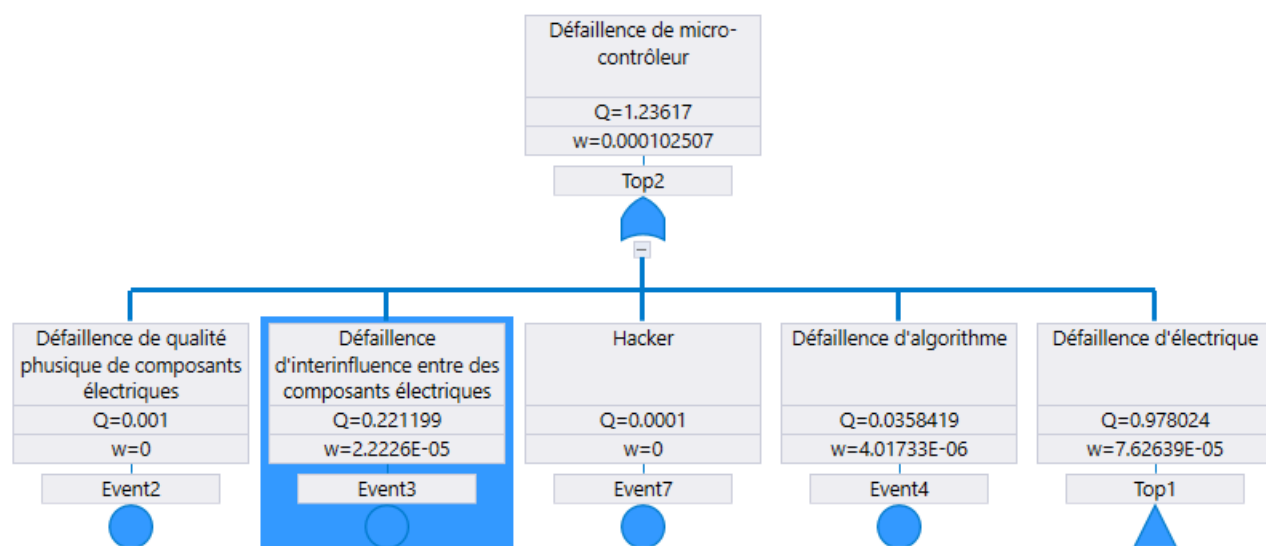 Défaillence de micro-
contrôleur
Q=1.23617
w=0.000102507
Top2
Défaillence de qualité
phusique de composants
électriques
Q=0.001
w=0
Event2
Défaillence
d'interinfluence entre des
composants électriques
Q=0.221199
w=2.2226E-05
Event3
Hacker
Q=0.0001
w=0
Event7
Défaillence d'algorithme
Q=0.0358419
w=4.01733E-06
Event4
Défaillence d'électrique
Q=0.978024
w=7.62639E-05
Top1